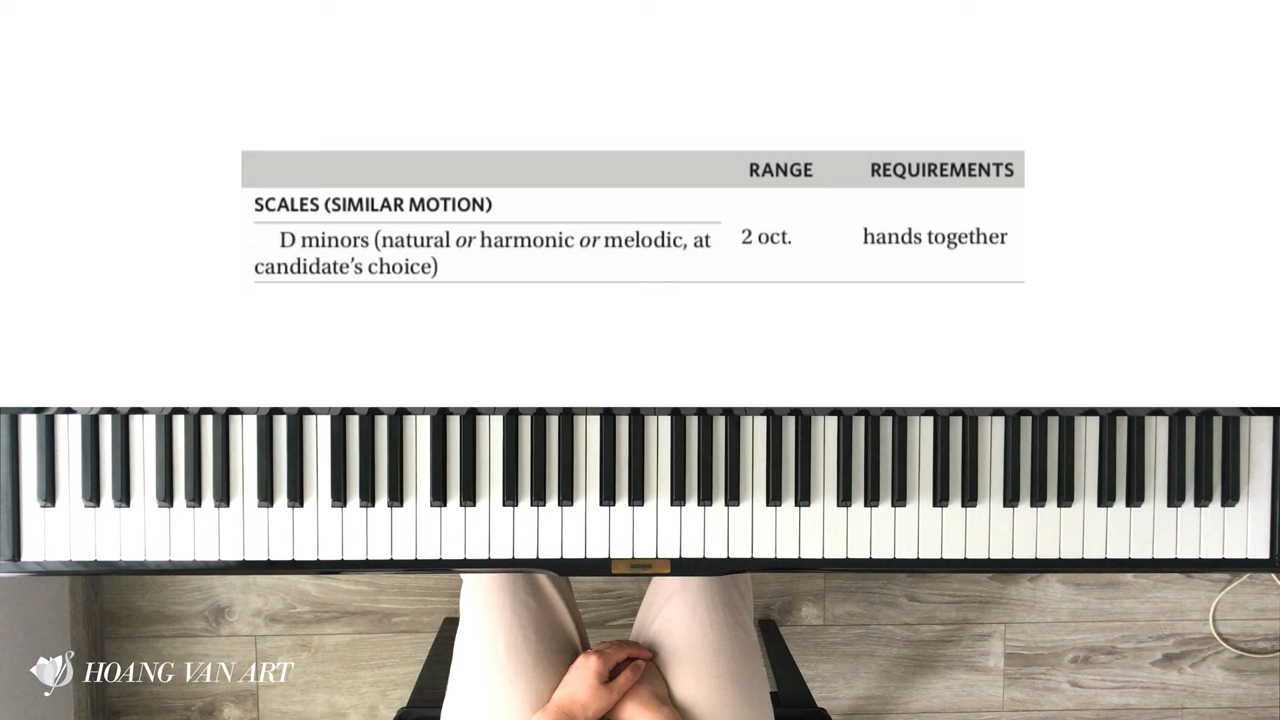 RANGE REQUIREMENTS
SCALES (SIMILAR MOTION)
D minors (natural or harmonic or melodic, at 2 oct. hands together
candidate's choice)
HOANG VAN ART